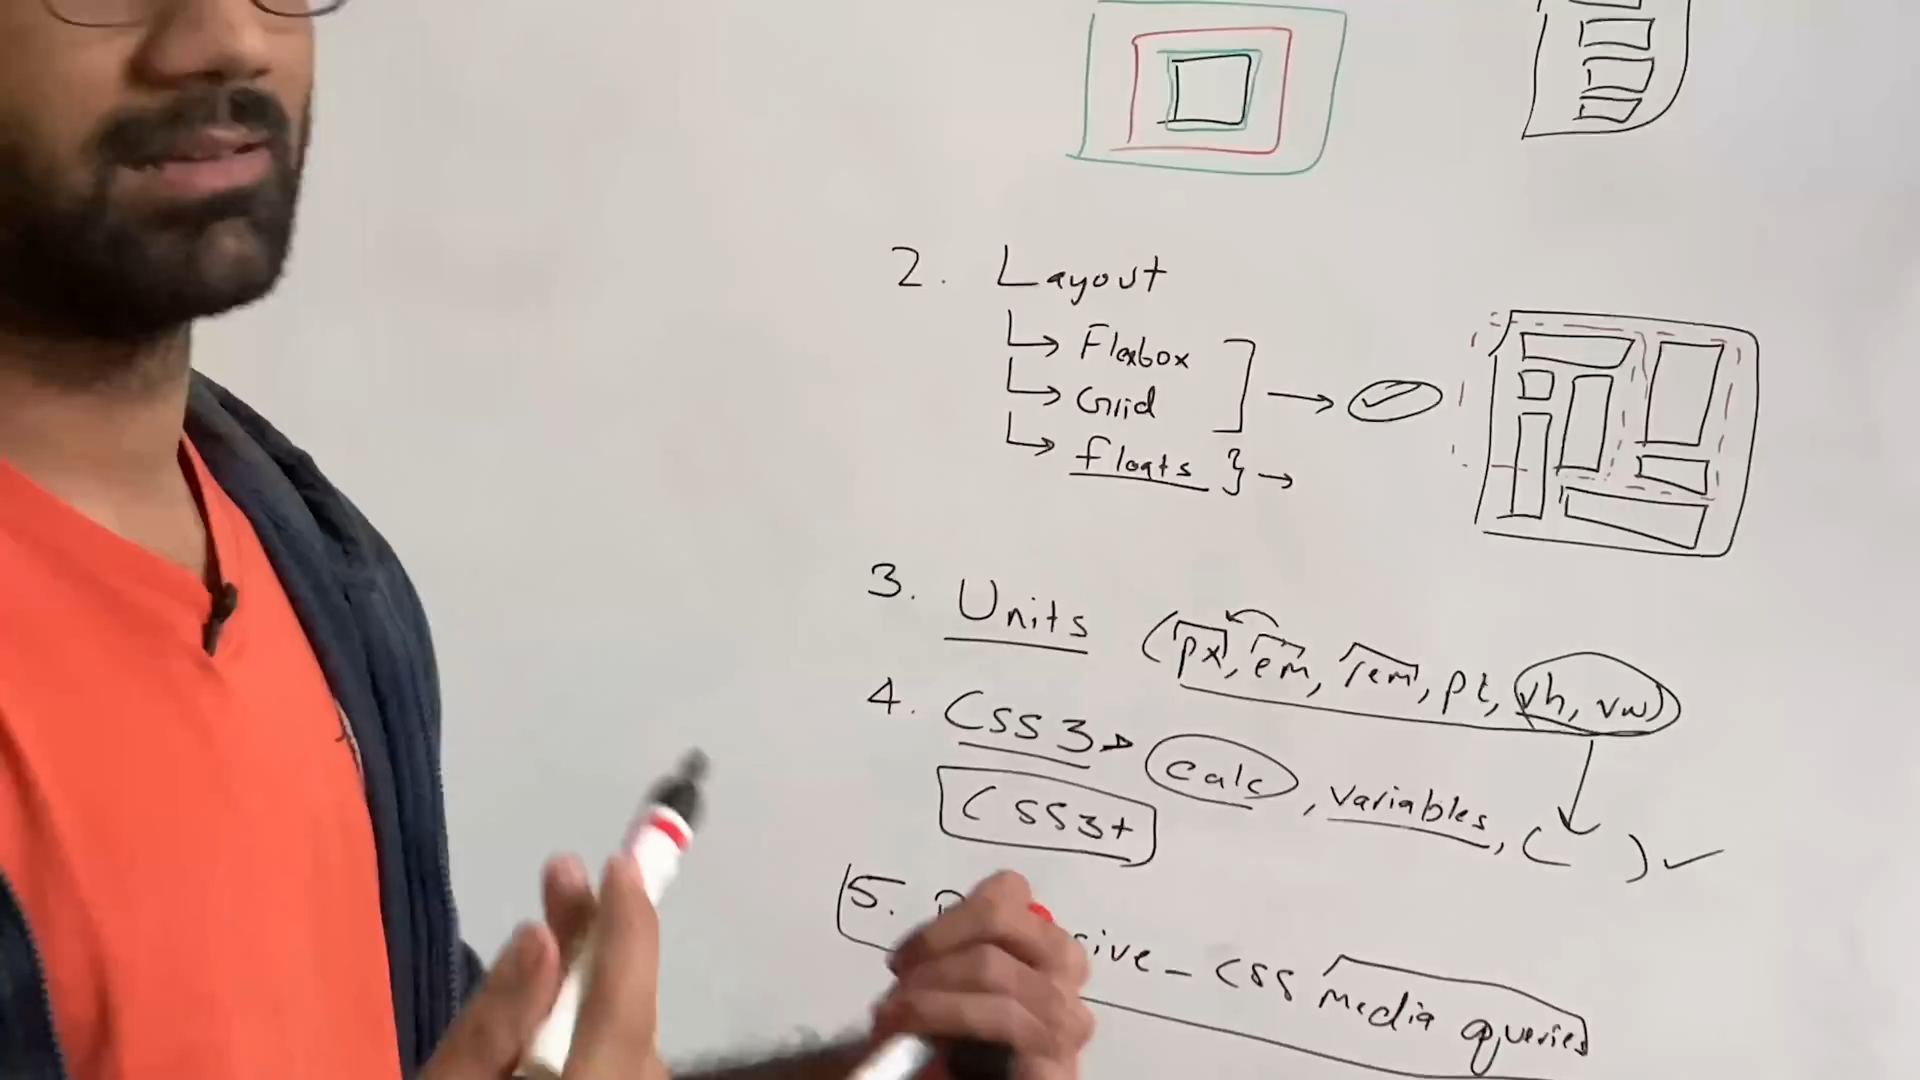 2. Layout
Flexbox
Grid
floats } →
3. Units (px, em, rem, pt, vh, vw)
4. CSS3 → calc, variables, ( ) ✓
CSS3+
5. - CSS media queries